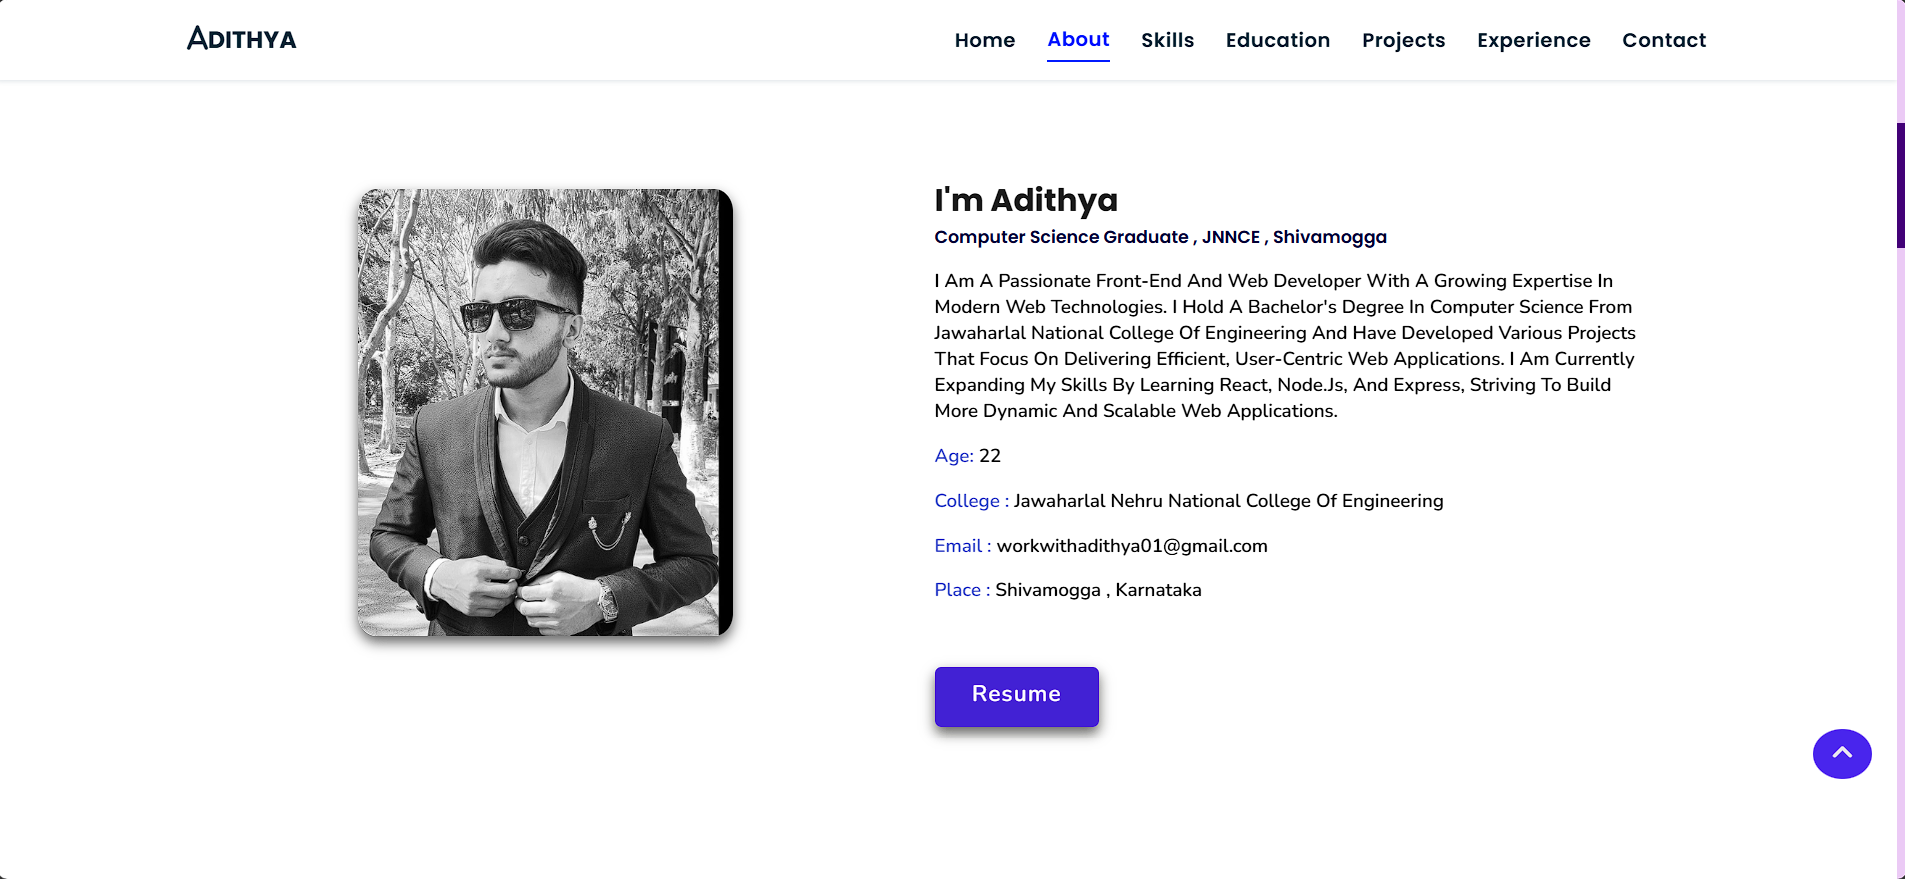 ADITHYA
Home About Skills Education Projects Experience Contact
I'm Adithya
Computer Science Graduate , JNNCE , Shivamogga
I Am A Passionate Front-End And Web Developer With A Growing Expertise In
Modern Web Technologies. I Hold A Bachelor's Degree In Computer Science From
Jawaharlal National College Of Engineering And Have Developed Various Projects
That Focus On Delivering Efficient, User-Centric Web Applications. I Am Currently
Expanding My Skills By Learning React, Node.Js, And Express, Striving To Build
More Dynamic And Scalable Web Applications.
Age: 22
College : Jawaharlal Nehru National College Of Engineering
Email : workwithadithya01@gmail.com
Place : Shivamogga , Karnataka
Resume